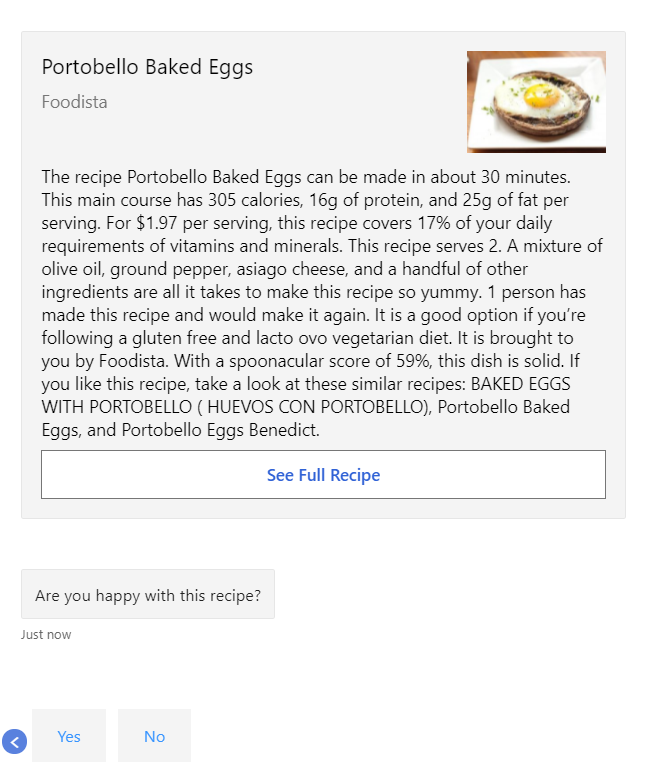 Portobello Baked Eggs
Foodista
The recipe Portobello Baked Eggs can be made in about 30 minutes.
This main course has 305 calories, 16g of protein, and 25g of fat per
serving. For $1.97 per serving, this recipe covers 17% of your daily
requirements of vitamins and minerals. This recipe serves 2. A mixture of
olive oil, ground pepper, asiago cheese, and a handful of other
ingredients are all it takes to make this recipe so yummy. 1 person has
made this recipe and would make it again. It is a good option if you’re
following a gluten free and lacto ovo vegetarian diet. It is brought to
you by Foodista. With a spoonacular score of 59%, this dish is solid. If
you like this recipe, take a look at these similar recipes: BAKED EGGS
WITH PORTOBELLO ( HUEVOS CON PORTOBELLO), Portobello Baked
Eggs, and Portobello Eggs Benedict.
See Full Recipe
Are you happy with this recipe?
Just now
Yes
No